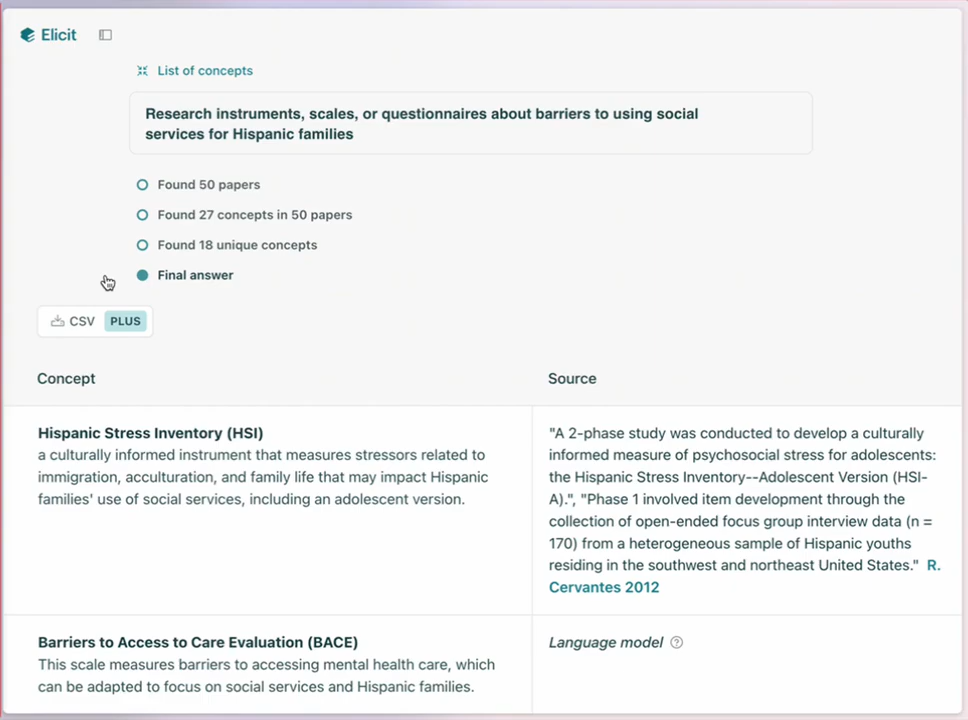 Elicit
List of concepts
Research instruments, scales, or questionnaires about barriers to using social
services for Hispanic families
Found 50 papers
Found 27 concepts in 50 papers
Found 18 unique concepts
Final answer
CSV PLUS
Concept
Source
Hispanic Stress Inventory (HSI)
a culturally informed instrument that measures stressors related to
immigration, acculturation, and family life that may impact Hispanic
families' use of social services, including an adolescent version.
"A 2-phase study was conducted to develop a culturally
informed measure of psychosocial stress for adolescents:
the Hispanic Stress Inventory--Adolescent Version (HSI-
A).", "Phase 1 involved item development through the
collection of open-ended focus group interview data (n =
170) from a heterogeneous sample of Hispanic youths
residing in the southwest and northeast United States." R.
Cervantes 2012
Barriers to Access to Care Evaluation (BACE)
This scale measures barriers to accessing mental health care, which
can be adapted to focus on social services and Hispanic families.
Language model ?